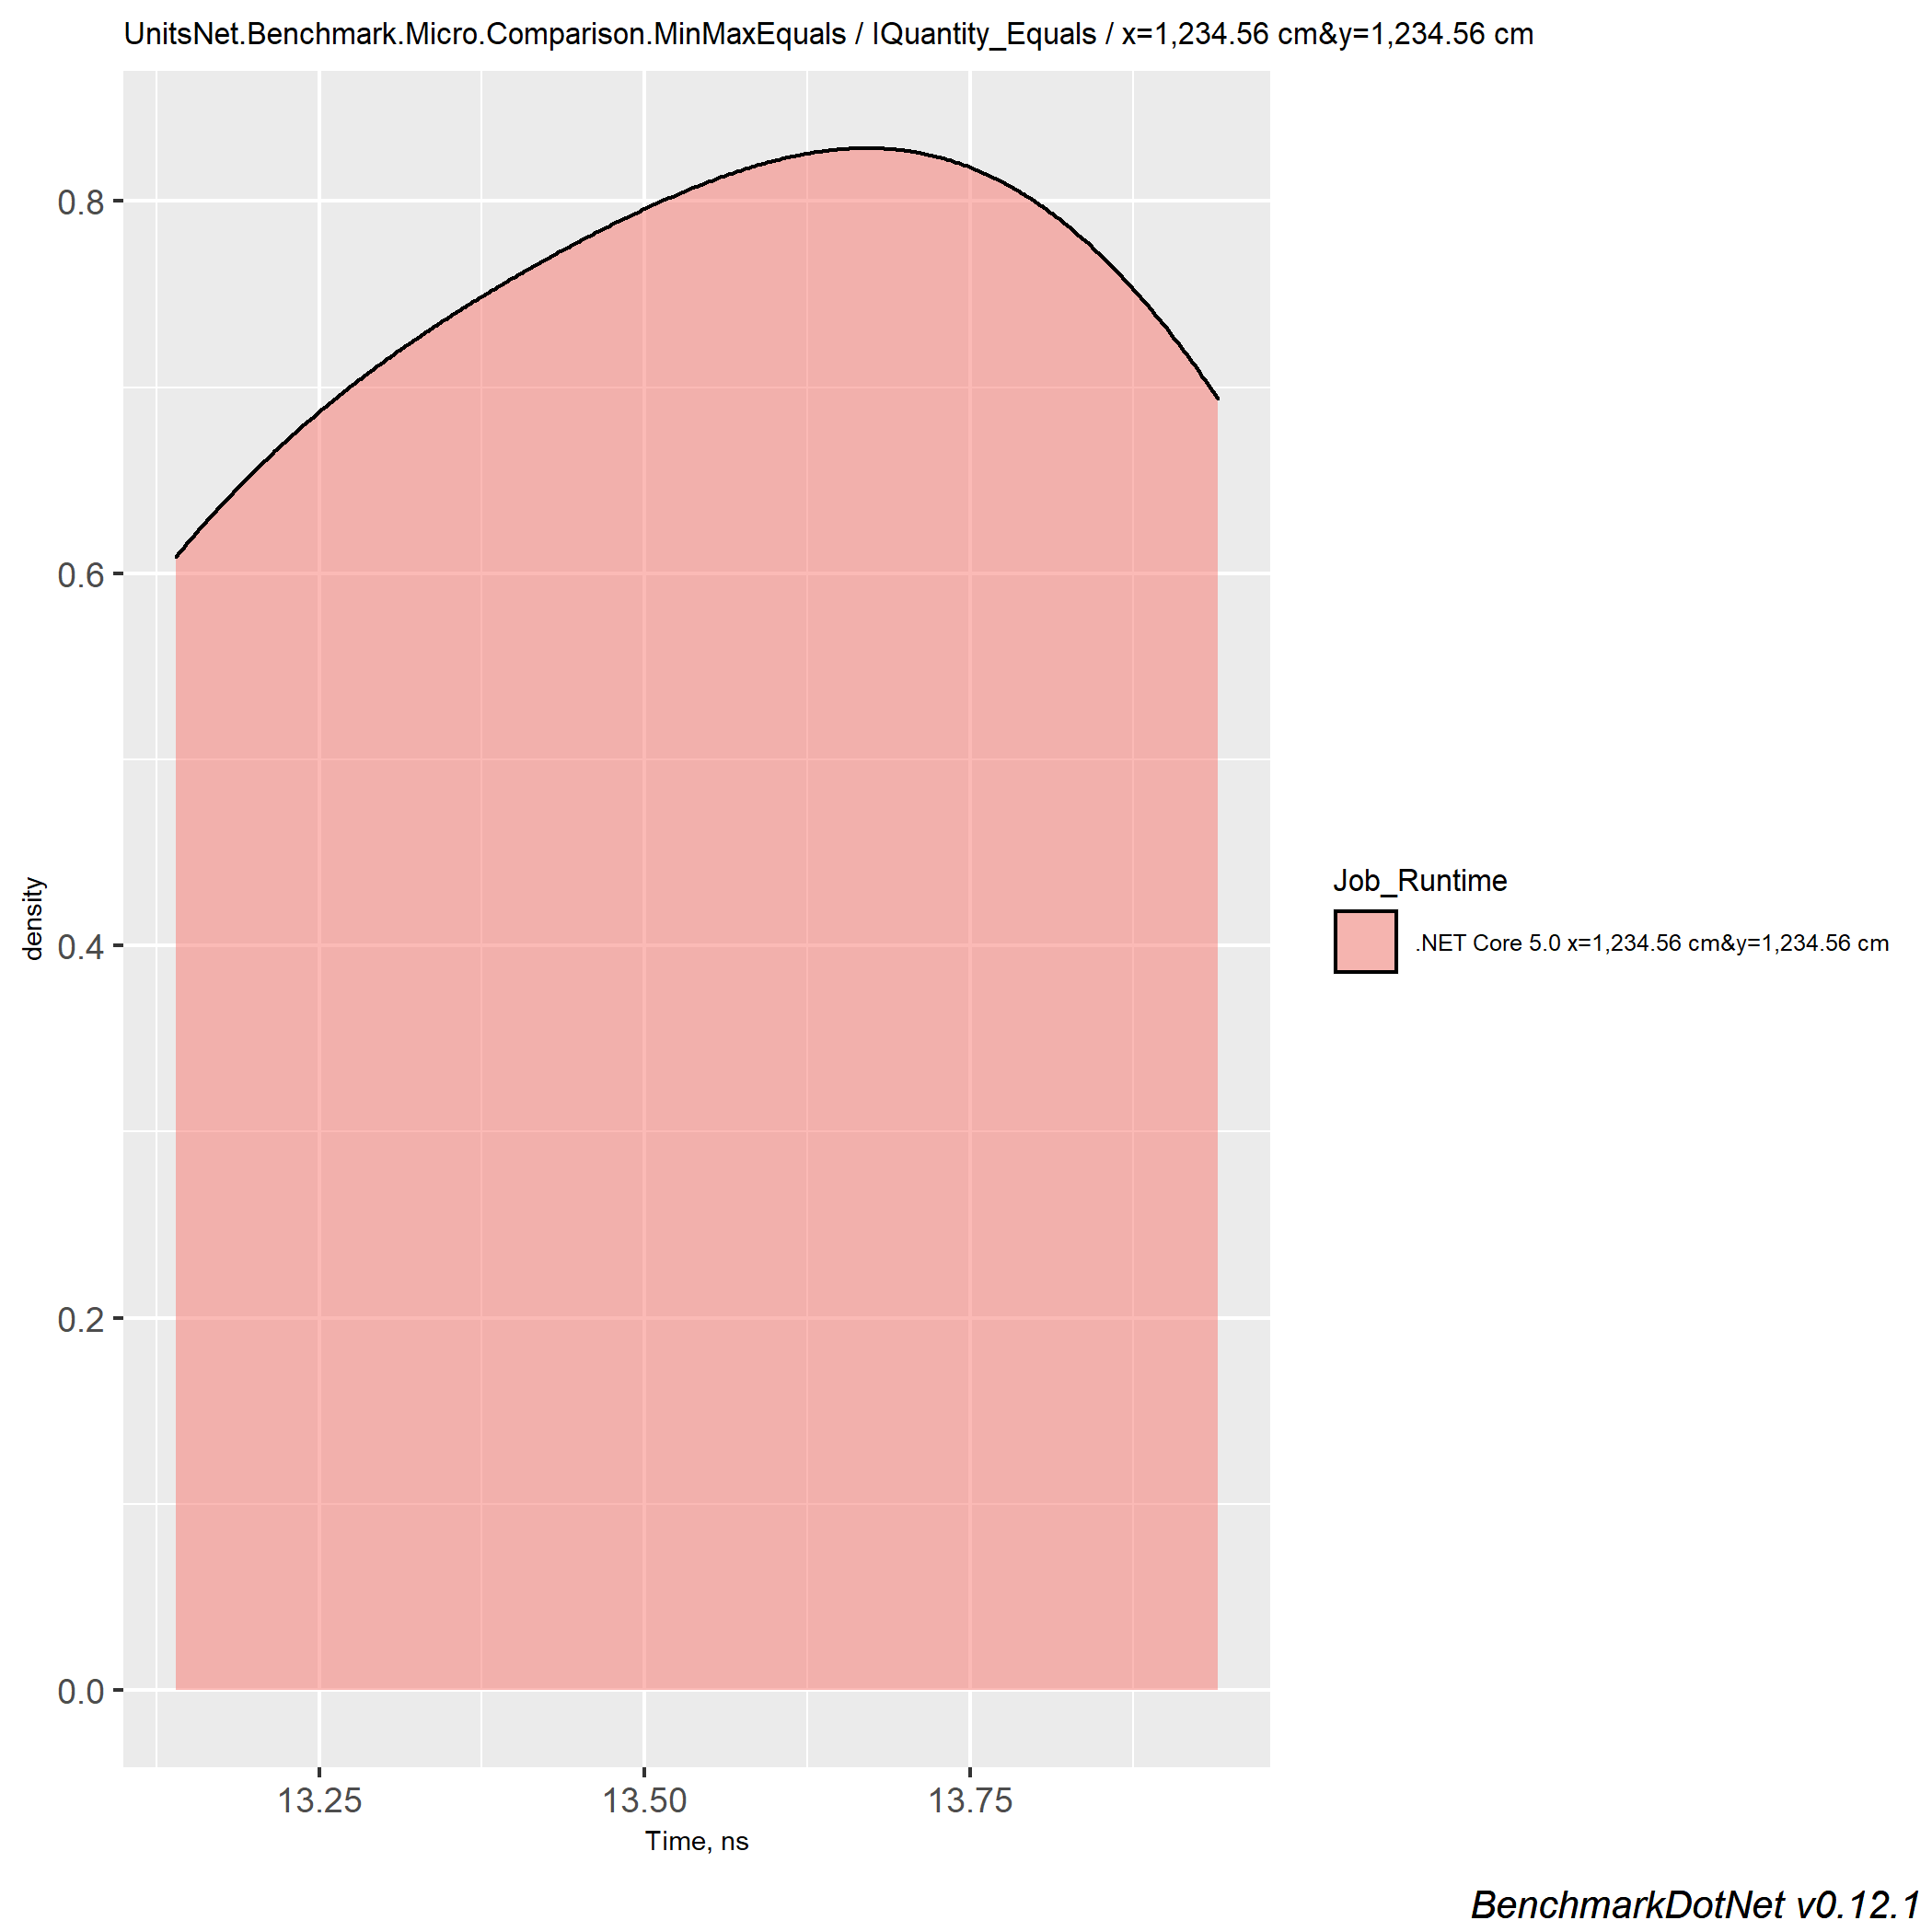 UnitsNet.Benchmark.Micro.Comparison.MinMaxEquals / IQuantity_Equals / x=1,234.56 cm&y=1,234.56 cm
0.8
0.6
0.4
0.2
0.0
density
13.25 13.50 13.75
Time, ns
Job_Runtime
.NET Core 5.0 x=1,234.56 cm&y=1,234.56 cm
BenchmarkDotNet v0.12.1